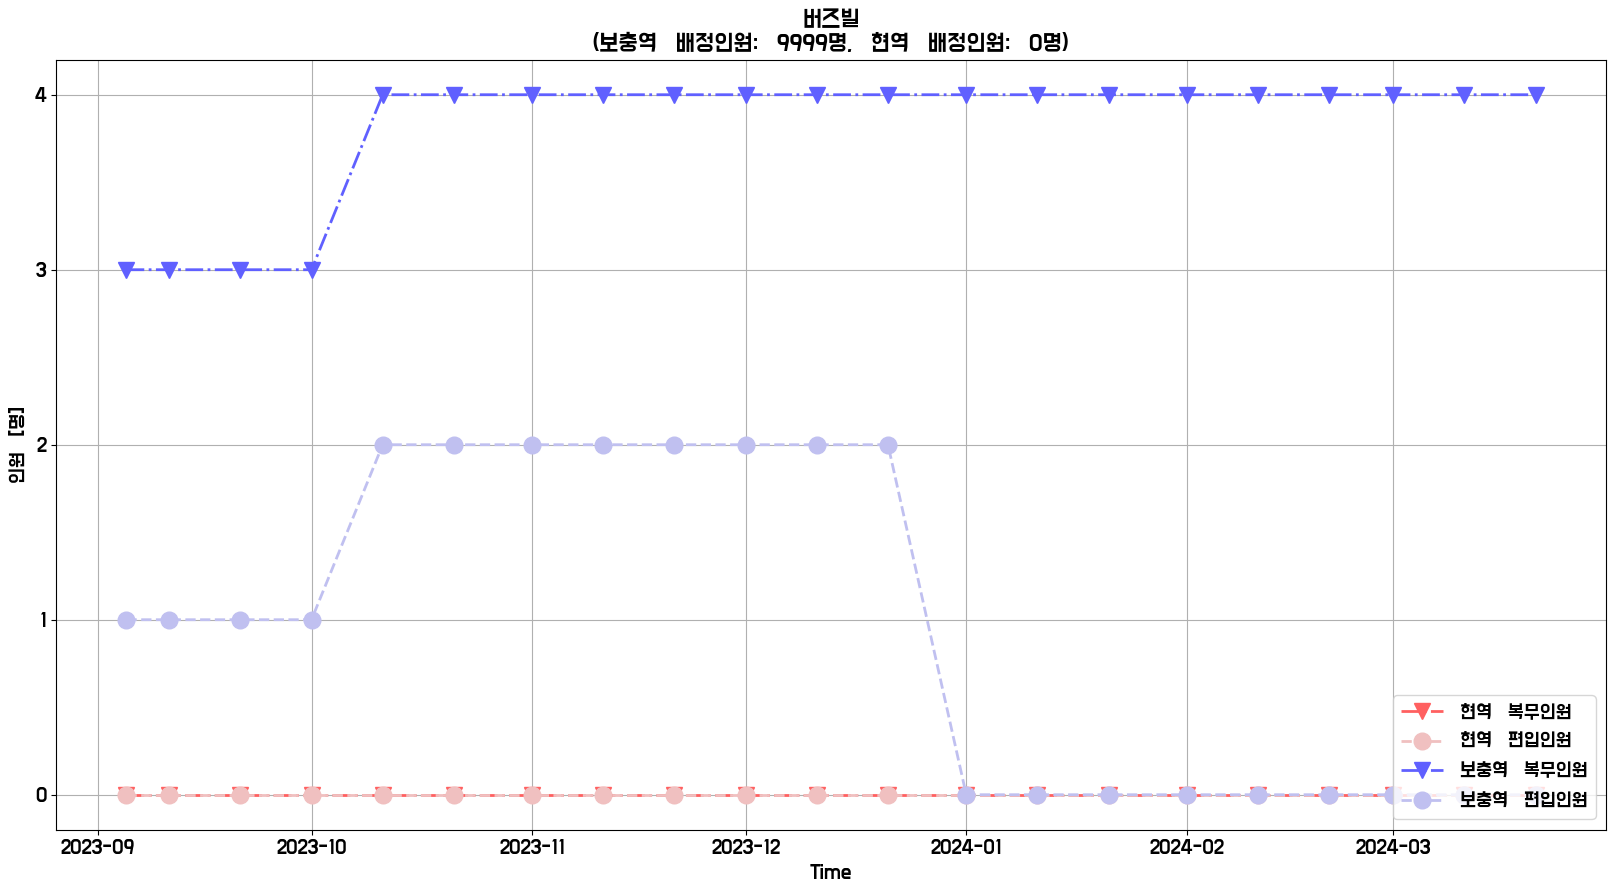 버즈빌
(보충역 배정인원: 9999명, 현역 배정인원: 0명)
4
3
2
1
0
인원 [명]
2023-09 2023-10 2023-11 2023-12 2024-01 2024-02 2024-03
Time
현역 복무인원
현역 편입인원
보충역 복무인원
보충역 편입인원